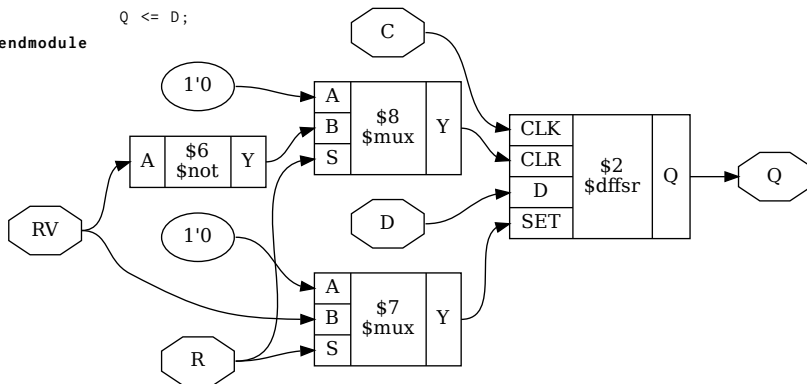 Q <= D;
endmodule
C
1'0
A
B
S
$8
$mux
Y
A
$6
$not
Y
CLK
CLR
D
SET
$2
$dffsr
Q
Q
RV
1'0
D
A
B
S
$7
$mux
Y
R